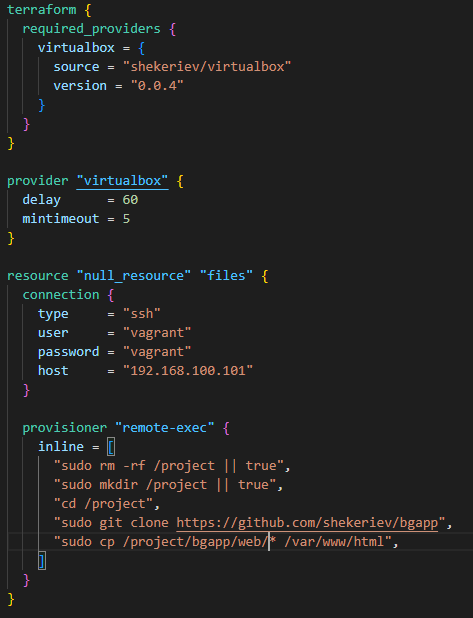 terraform {
  required_providers {
    virtualbox = {
      source = "shekeriev/virtualbox"
      version = "0.0.4"
    }
  }
}

provider "virtualbox" {
  delay      = 60
  mintimeout = 5
}

resource "null_resource" "files" {
  connection {
    type     = "ssh"
    user     = "vagrant"
    password = "vagrant"
    host     = "192.168.100.101"
  }

  provisioner "remote-exec" {
    inline = [
      "sudo rm -rf /project || true",
      "sudo mkdir /project || true",
      "cd /project",
      "sudo git clone https://github.com/shekeriev/bgapp",
      "sudo cp /project/bgapp/web/* /var/www/html",
    ]
  }
}